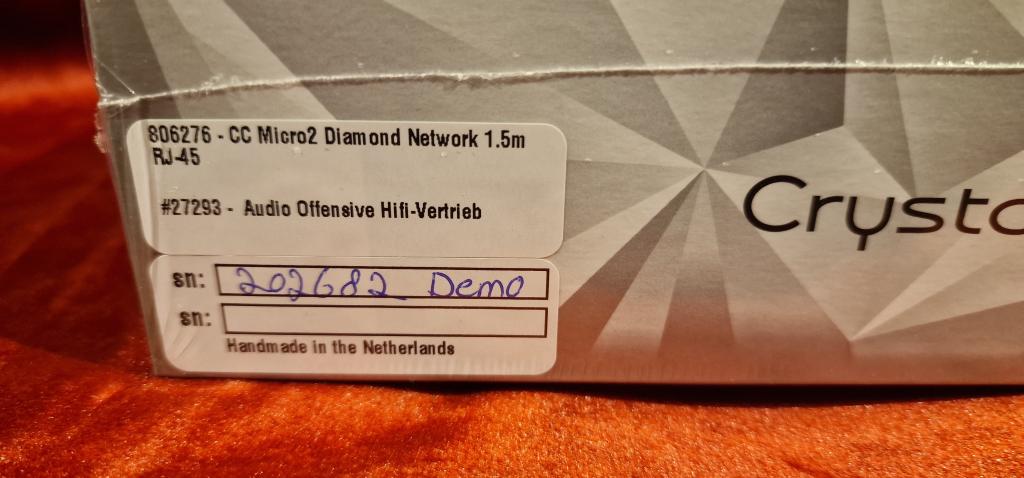 806276 - CC Micro2 Diamond Network 1.5m
RJ-45
#27293 - Audio Offensive Hifi-Vertrieb
sn: 202682 Demo
sn:
Handmade in the Netherlands
Crysta